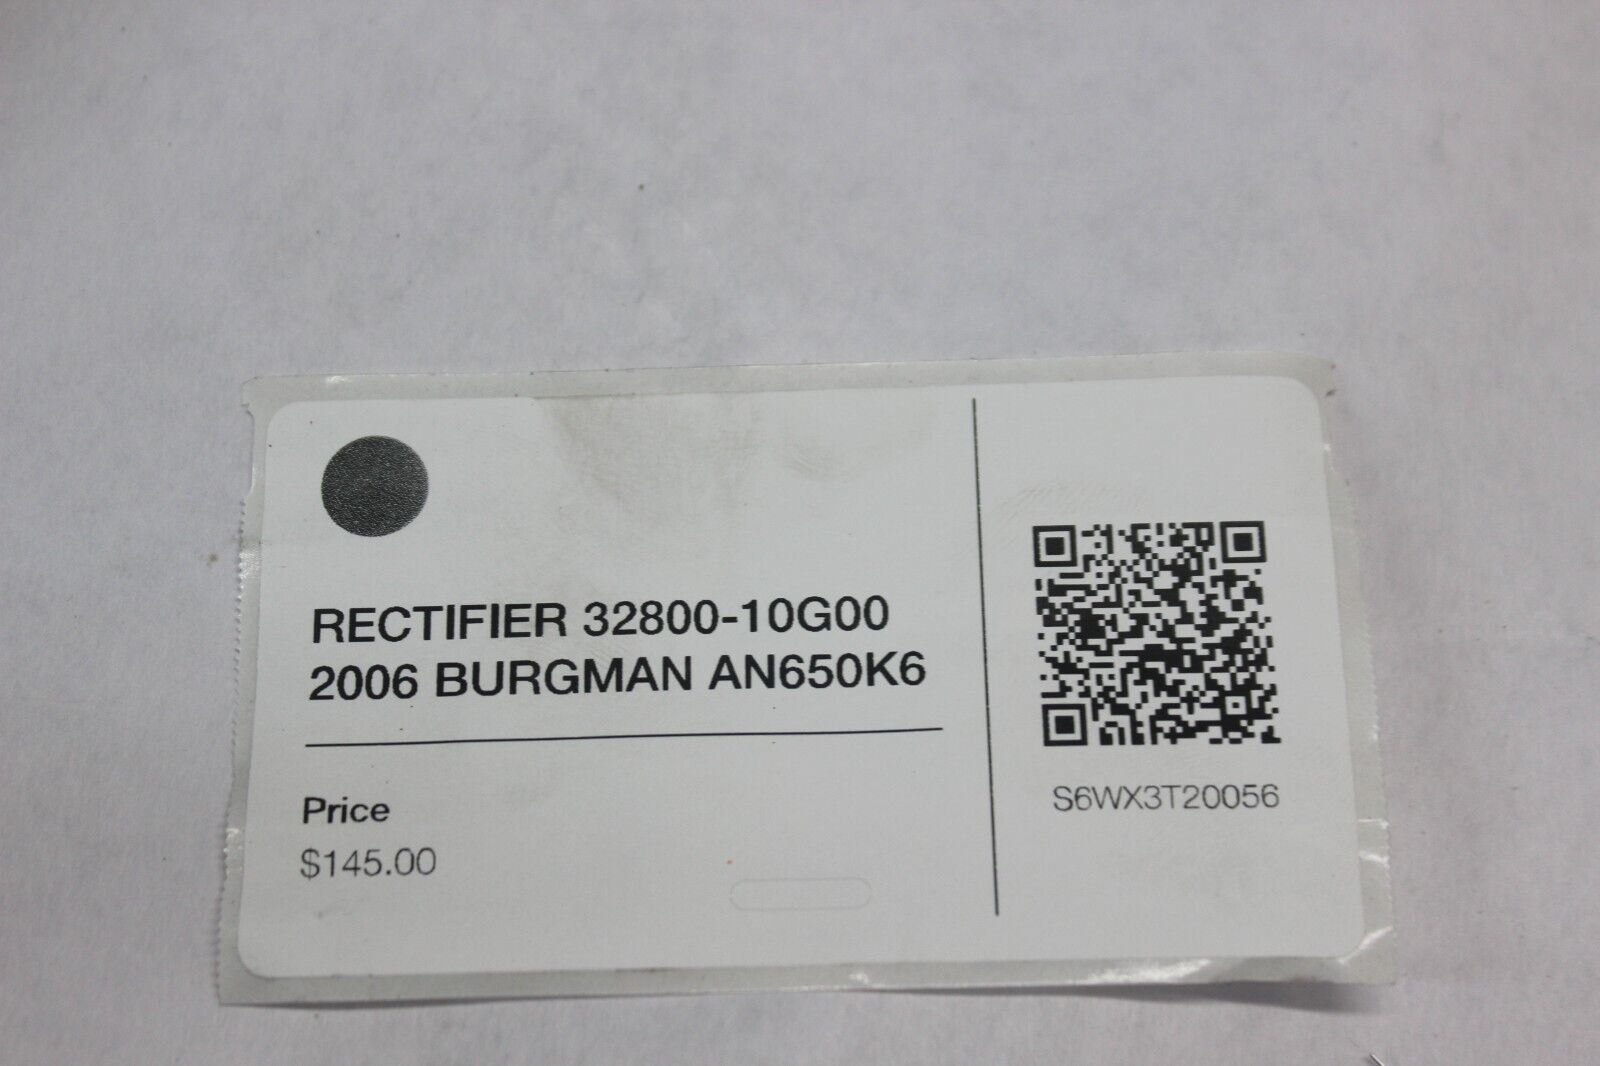 RECTIFIER 32800-10G00
2006 BURGMAN AN650K6
Price
$145.00
S6WX3T20056